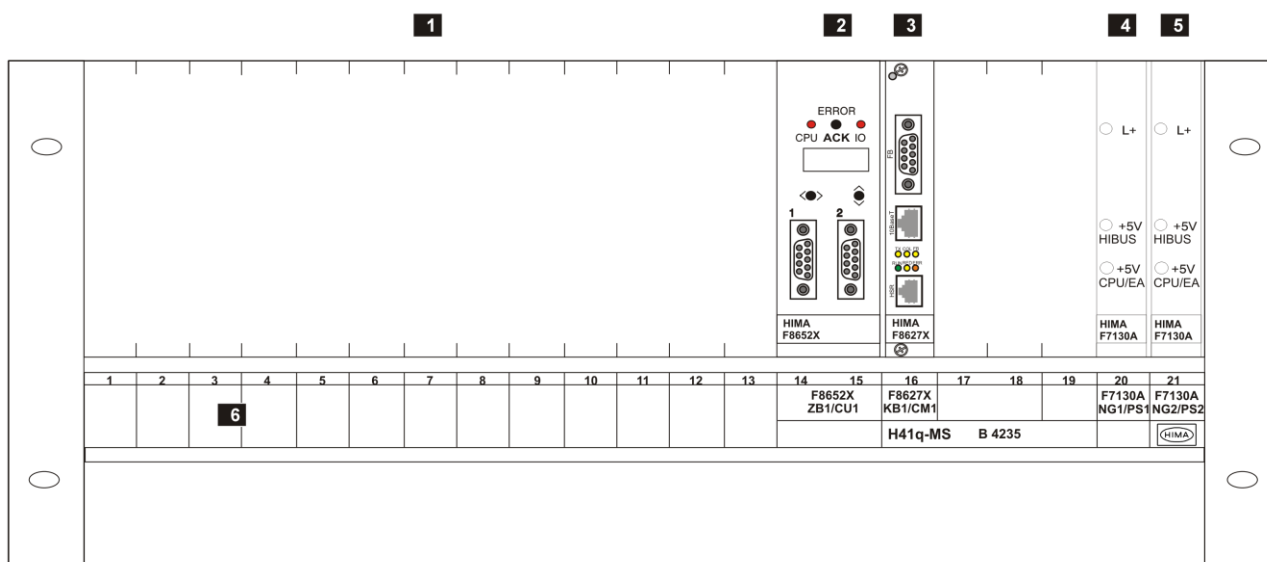 1 2 3 4 5
ERROR
CPU ACK IO
1 2
HIMA
F8652X
FB
10BaseT
TX COL FB
HSR
HIMA
F8627X
L+
+5V
HIBUS
+5V
CPU/EA
HIMA
F7130A
L+
+5V
HIBUS
+5V
CPU/EA
HIMA
F7130A
1 2 3 4 5 6 7 8 9 10 11 12 13 14 15 16 17 18 19 20 21
6
F8652X F8627X F7130A F7130A
ZB1/CU1 KB1/CM1 NG1/PS1 NG2/PS2
H41q-MS B 4235 HIMA